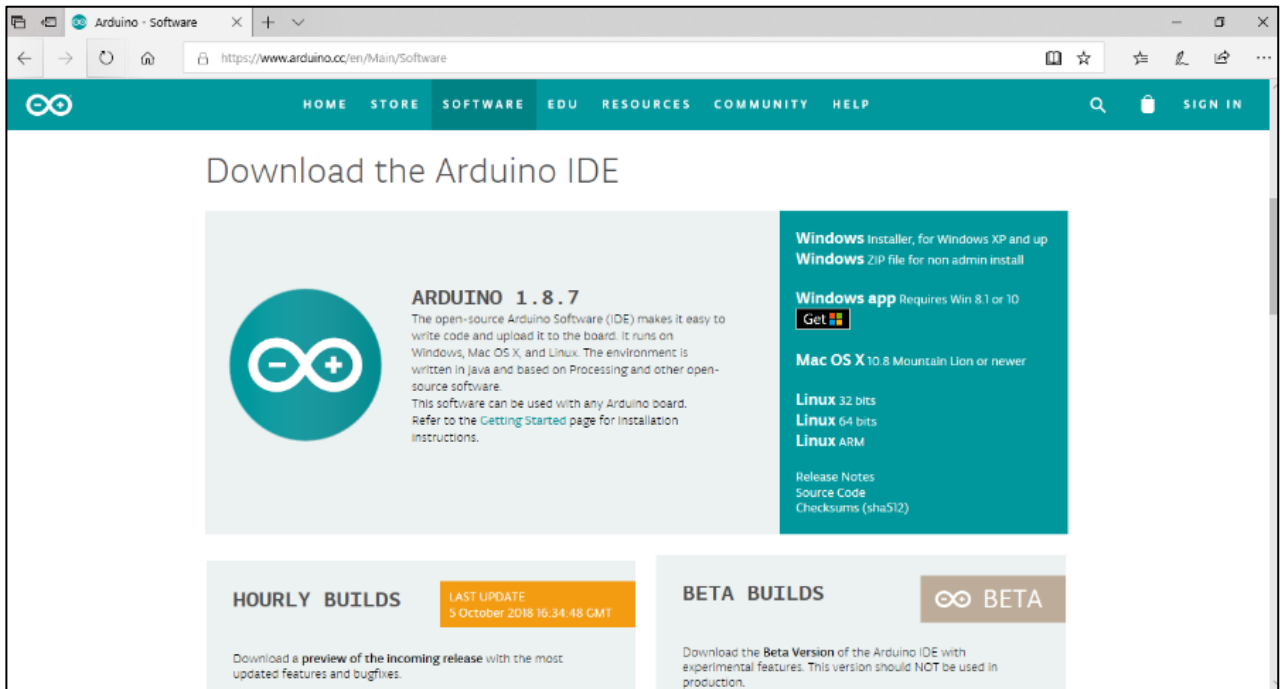 Arduino - Software
https://www.arduino.cc/en/Main/Software
HOME STORE SOFTWARE EDU RESOURCES COMMUNITY HELP SIGN IN
Download the Arduino IDE
ARDUINO 1.8.7
The open-source Arduino Software (IDE) makes it easy to
write code and upload it to the board. It runs on
Windows, Mac OS X, and Linux. The environment is
written in Java and based on Processing and other open-
source software.
This software can be used with any Arduino board.
Refer to the Getting Started page for Installation
Instructions.
Windows Installer, for Windows XP and up
Windows ZIP file for non admin install
Windows app Requires Win 8.1 or 10
Get
Mac OS X 10.8 Mountain Lion or newer
Linux 32 bits
Linux 64 bits
Linux ARM
Release Notes
Source Code
Checksums (sha512)
HOURLY BUILDS
LAST UPDATE
5 October 2018 16:34:48 GMT
Download a preview of the incoming release with the most
updated features and bugfixes.
BETA BUILDS
BETA
Download the Beta Version of the Arduino IDE with
experimental features. This version should NOT be used in
production.